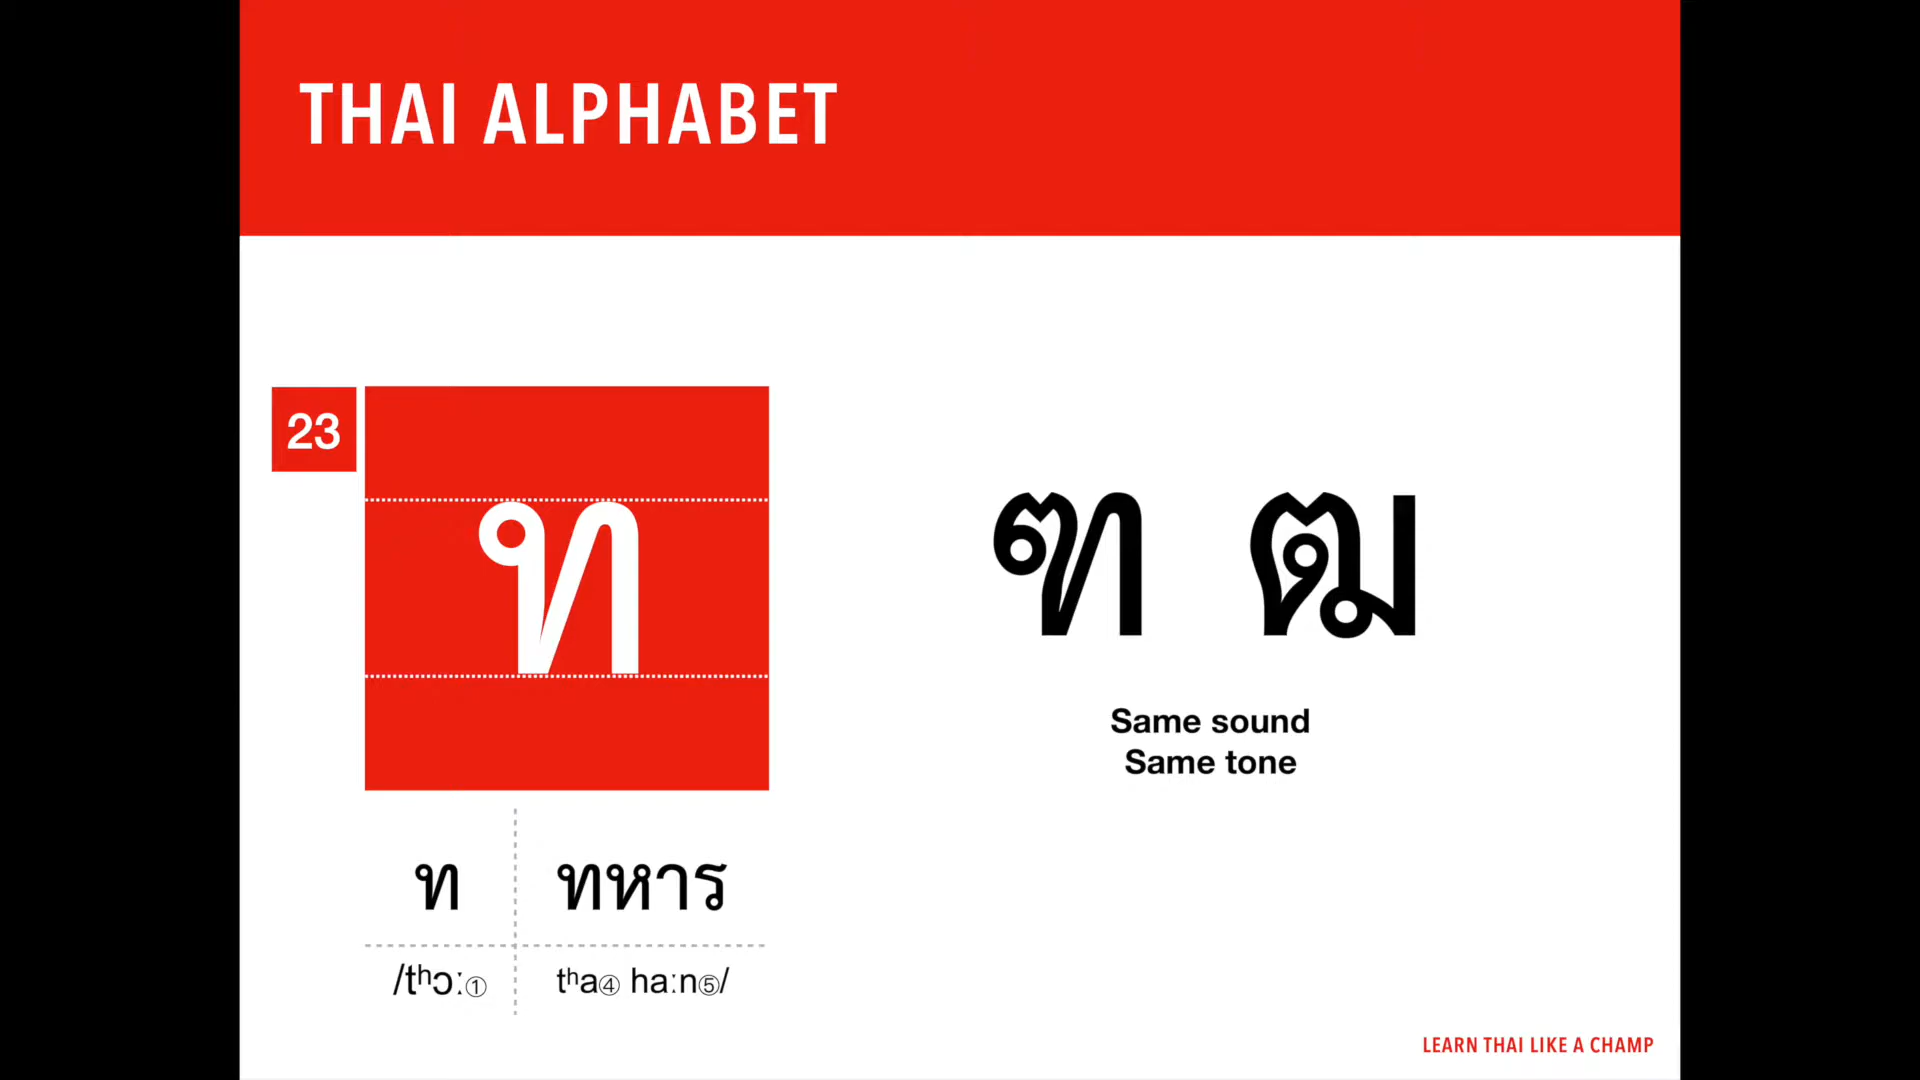 THAI ALPHABET
23
ท
ฑ ฒ
Same sound
Same tone
ท ทหาร
/tʰɔː① tʰa④ haːn⑤/
LEARN THAI LIKE A CHAMP